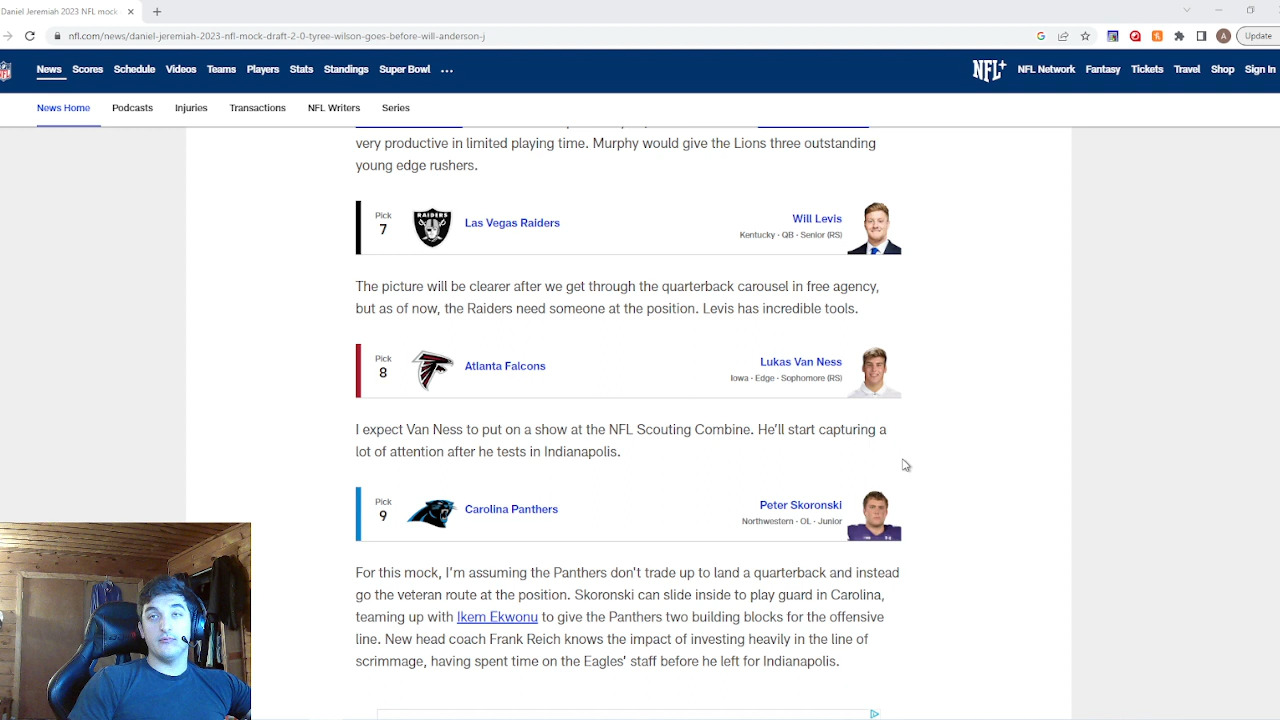 Daniel Jeremiah 2023 NFL mock
nfl.com/news/daniel-jeremiah-2023-nfl-mock-draft-2-0-tyree-wilson-goes-before-will-anderson-j
A
Update
NFL
News Scores Schedule Videos Teams Players Stats Standings Super Bowl ...
NFL+ NFL Network Fantasy Tickets Travel Shop Sign In
News Home Podcasts Injuries Transactions NFL Writers Series
very productive in limited playing time. Murphy would give the Lions three outstanding
young edge rushers.
Pick
7
RAIDERS
Las Vegas Raiders
Will Levis
Kentucky · QB · Senior (RS)
The picture will be clearer after we get through the quarterback carousel in free agency,
but as of now, the Raiders need someone at the position. Levis has incredible tools.
Pick
8
Atlanta Falcons
Lukas Van Ness
Iowa · Edge · Sophomore (RS)
I expect Van Ness to put on a show at the NFL Scouting Combine. He'll start capturing a
lot of attention after he tests in Indianapolis.
Pick
9
Carolina Panthers
Peter Skoronski
Northwestern · OL · Junior
For this mock, I'm assuming the Panthers don't trade up to land a quarterback and instead
go the veteran route at the position. Skoronski can slide inside to play guard in Carolina,
teaming up with Ikem Ekwonu to give the Panthers two building blocks for the offensive
line. New head coach Frank Reich knows the impact of investing heavily in the line of
scrimmage, having spent time on the Eagles' staff before he left for Indianapolis.